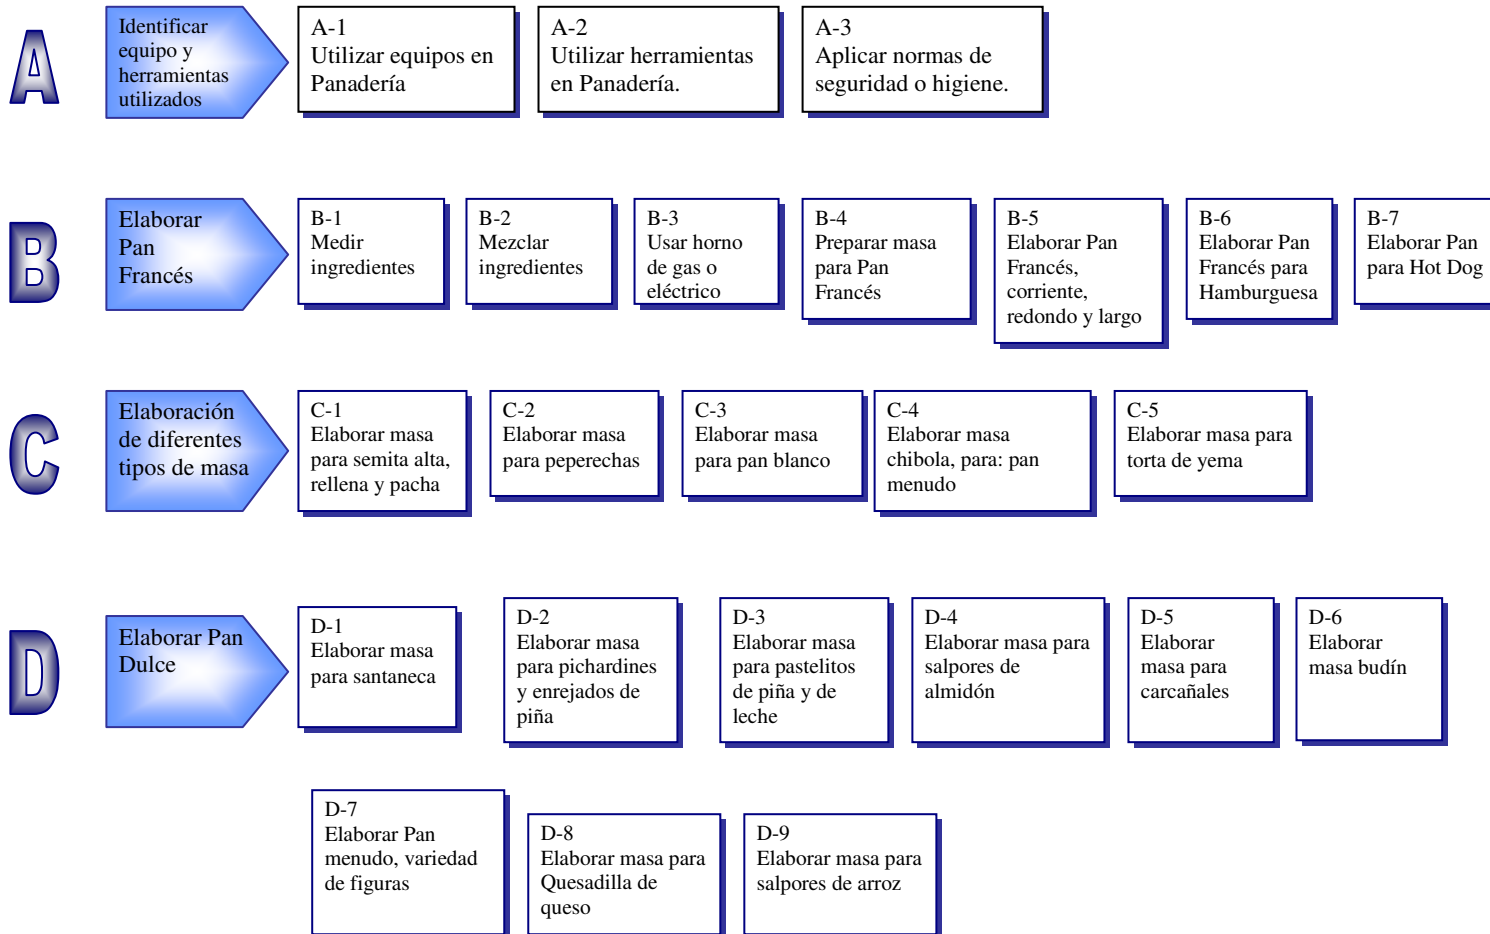 A
Identificar
equipo y
herramientas
utilizados
A-1
Utilizar equipos en
Panadería
A-2
Utilizar herramientas
en Panadería.
A-3
Aplicar normas de
seguridad o higiene.
B
Elaborar
Pan
Francés
B-1
Medir
ingredientes
B-2
Mezclar
ingredientes
B-3
Usar horno
de gas o
eléctrico
B-4
Preparar masa
para Pan
Francés
B-5
Elaborar Pan
Francés,
corriente,
redondo y largo
B-6
Elaborar Pan
Francés para
Hamburguesa
B-7
Elaborar Pan
para Hot Dog
C
Elaboración
de diferentes
tipos de masa
C-1
Elaborar masa
para semita alta,
rellena y pacha
C-2
Elaborar masa
para peperechas
C-3
Elaborar masa
para pan blanco
C-4
Elaborar masa
chibola, para: pan
menudo
C-5
Elaborar masa para
torta de yema
D
Elaborar Pan
Dulce
D-1
Elaborar masa
para santaneca
D-2
Elaborar masa
para pichardines
y enrejados de
piña
D-3
Elaborar masa
para pastelitos
de piña y de
leche
D-4
Elaborar masa para
salpores de
almidón
D-5
Elaborar
masa para
carcañales
D-6
Elaborar
masa budín
D-7
Elaborar Pan
menudo, variedad
de figuras
D-8
Elaborar masa para
Quesadilla de
queso
D-9
Elaborar masa para
salpores de arroz